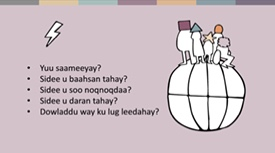 • Yuu saameeyay?
• Sidee u baahsan tahay?
• Sidee u soo noqnoqdaa?
• Sidee u daran tahay?
• Dowladdu way ku lug leedahay?